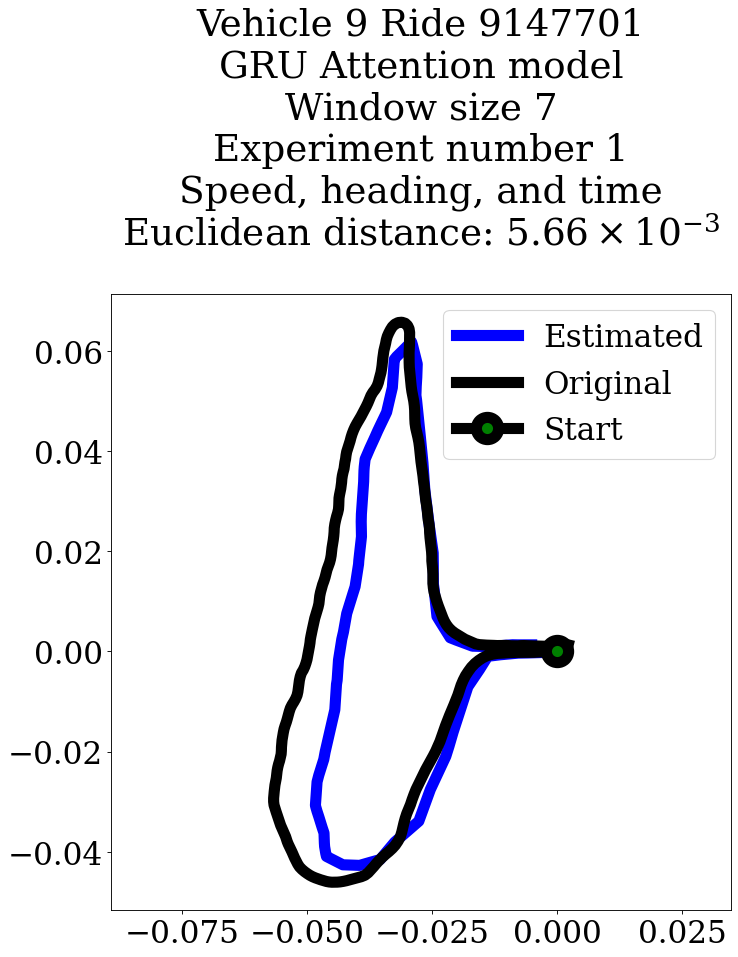 Vehicle 9 Ride 9147701
GRU Attention model
Window size 7
Experiment number 1
Speed, heading, and time
Euclidean distance: 5.66 × 10⁻³
Estimated
Original
Start
0.06
0.04
0.02
0.00
−0.02
−0.04
−0.075 −0.050 −0.025 0.000 0.025